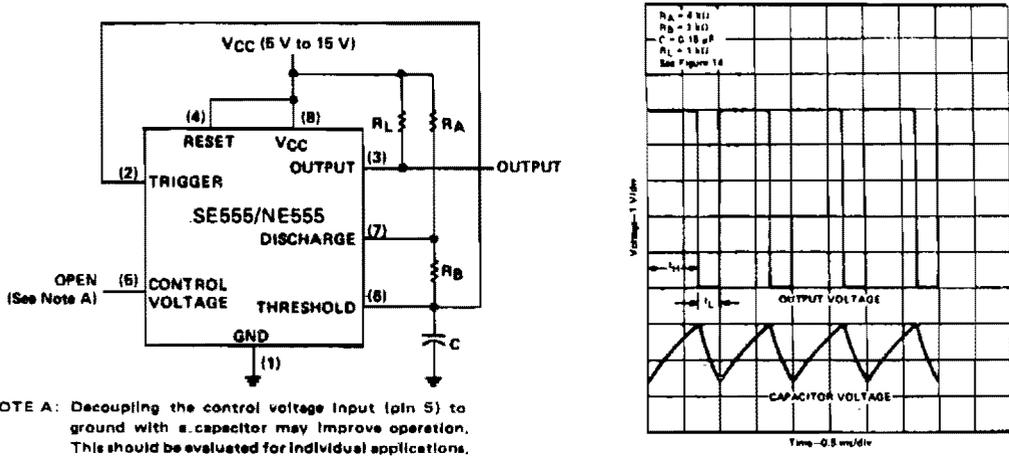 VCC (5 V to 15 V)
(4)
(8)
RESET
VCC
RL
RA
OUTPUT
(3)
OUTPUT
(2)
TRIGGER
SE555/NE555
DISCHARGE
(7)
RB
OPEN
(See Note A)
(5)
CONTROL
VOLTAGE
THRESHOLD
(6)
GND
(1)
C
OTE A: Decoupling the control voltage input (pin 5) to
ground with a capacitor may improve operation.
This should be evaluated for individual applications.
RA = 4 kΩ
RB = 3 kΩ
C = 0.15 µF
RL = 1 kΩ
See Figure 14
Voltage—1 V/div
tH
tL
OUTPUT VOLTAGE
CAPACITOR VOLTAGE
Time—0.5 ms/div